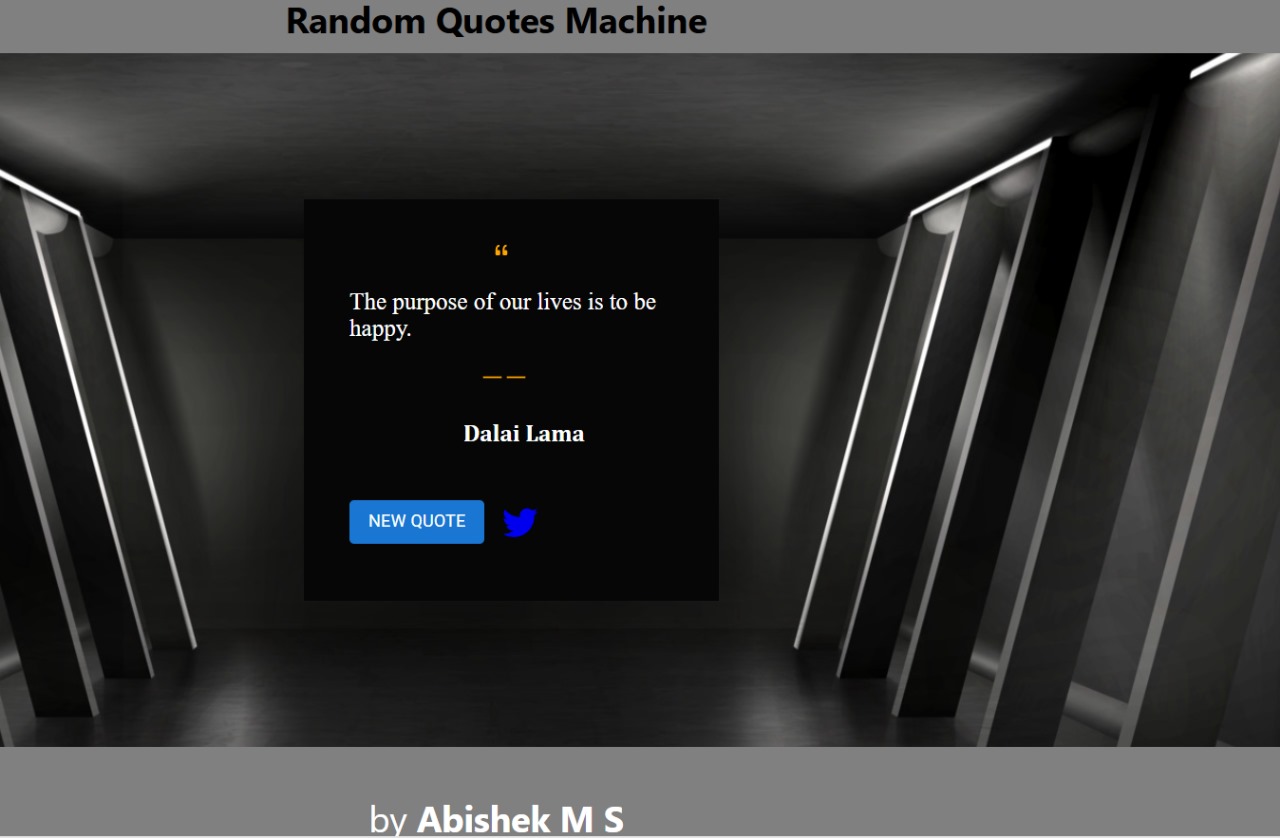 Random Quotes Machine
“
The purpose of our lives is to be
happy.
— —
Dalai Lama
NEW QUOTE
by Abishek M S